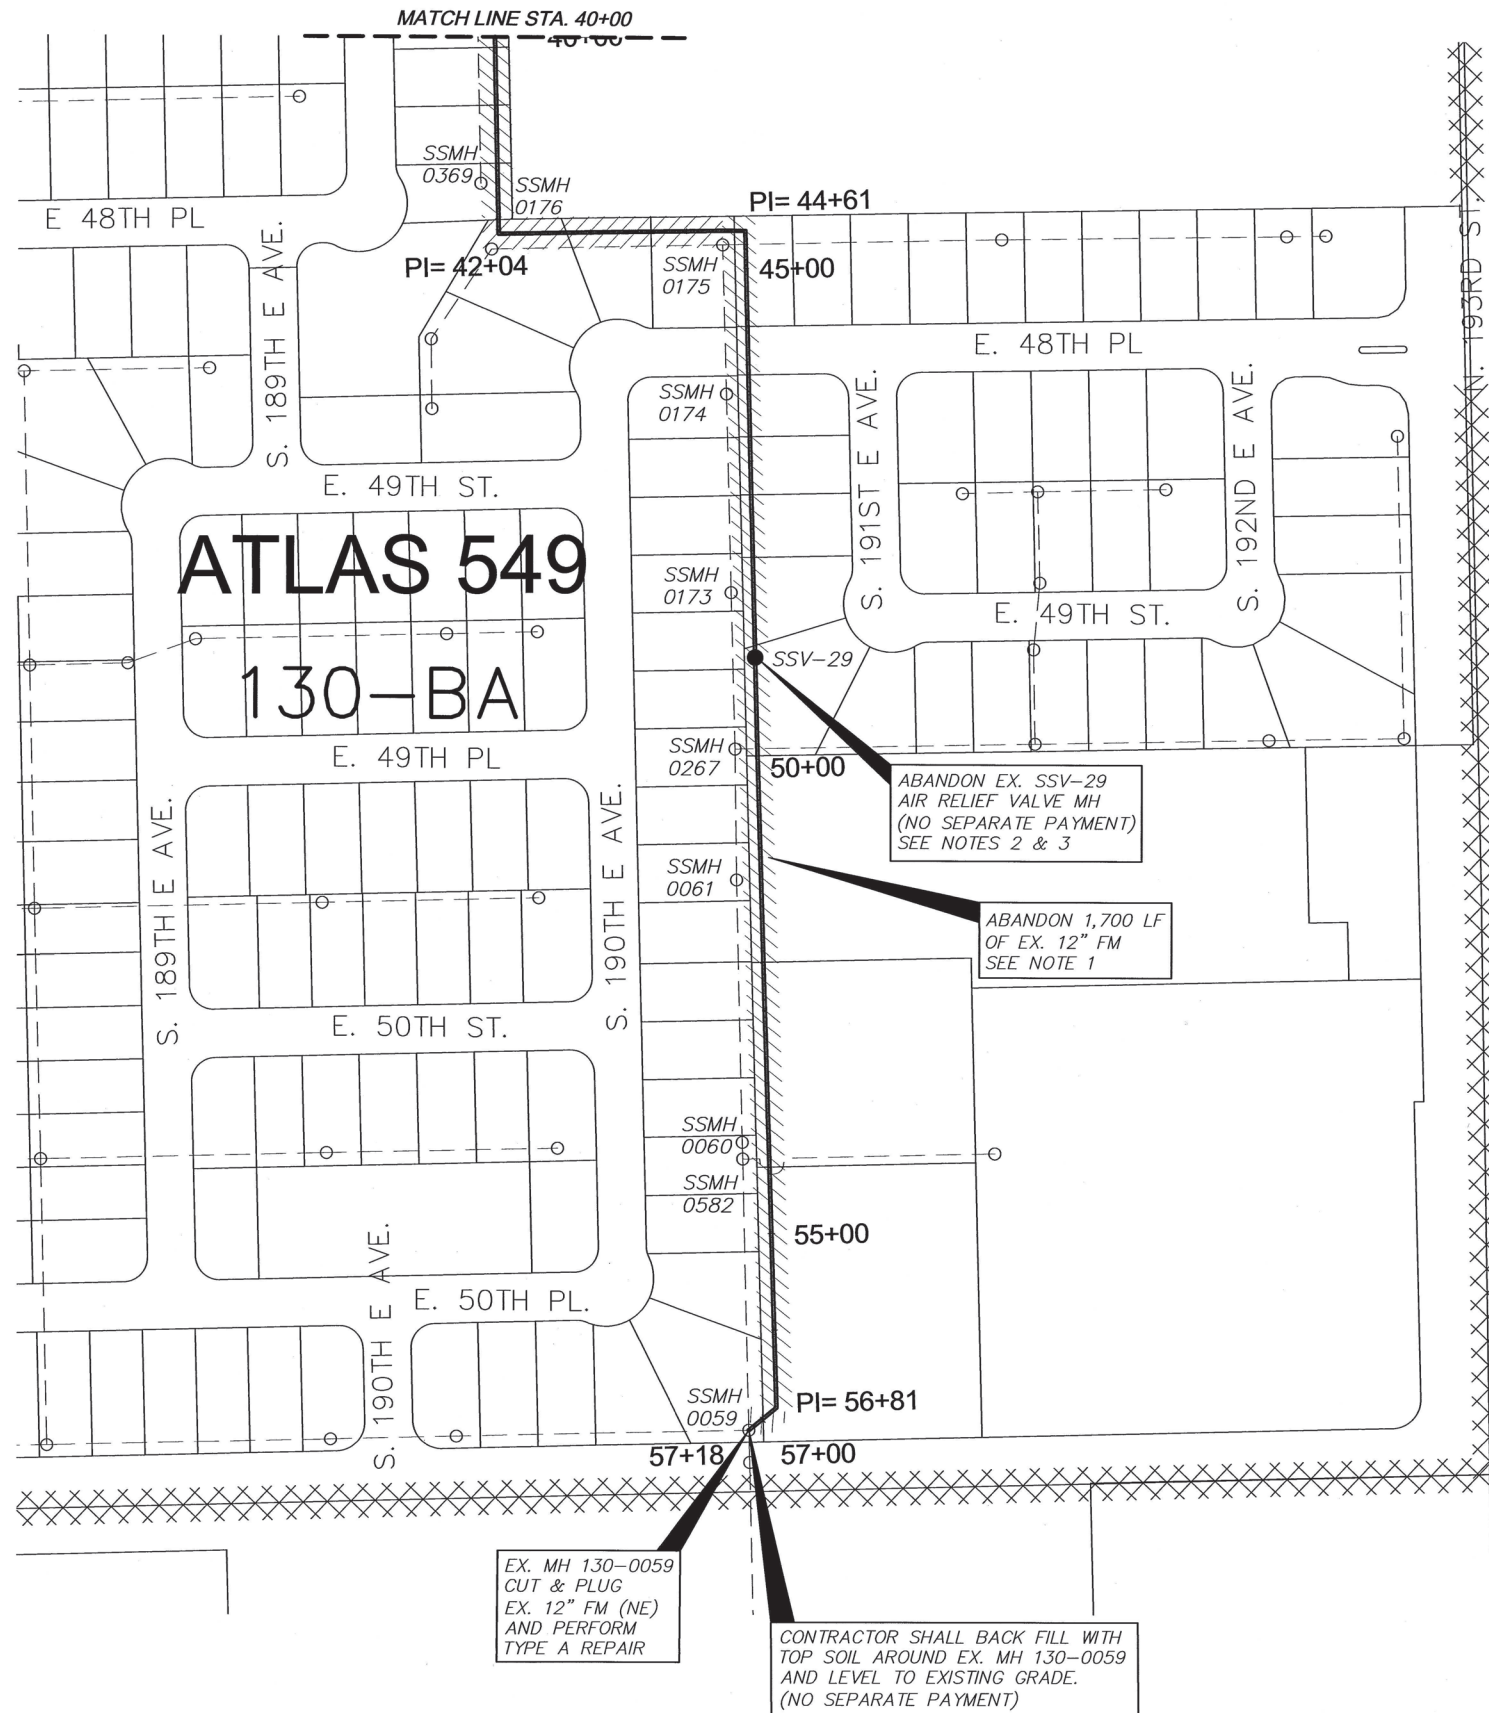 MATCH LINE STA. 40+00
40+00
SSMH
0369
SSMH
0176
PI= 44+61
E 48TH PL
S. 189TH E AVE.
PI= 42+04
SSMH
0175
45+00
N. 193RD ST.
E. 48TH PL
SSMH
0174
S. 191ST E AVE.
S. 192ND E AVE.
E. 49TH ST.
ATLAS 549
130-BA
SSMH
0173
E. 49TH ST.
SSV-29
E. 49TH PL
SSMH
0267
50+00
ABANDON EX. SSV-29
AIR RELIEF VALVE MH
(NO SEPARATE PAYMENT)
SEE NOTES 2 & 3
S. 189TH E AVE.
S. 190TH E AVE.
SSMH
0061
ABANDON 1,700 LF
OF EX. 12" FM
SEE NOTE 1
E. 50TH ST.
SSMH
0060
SSMH
0582
55+00
S. 190TH E AVE.
E. 50TH PL.
SSMH
0059
PI= 56+81
57+18
57+00
EX. MH 130-0059
CUT & PLUG
EX. 12" FM (NE)
AND PERFORM
TYPE A REPAIR
CONTRACTOR SHALL BACK FILL WITH
TOP SOIL AROUND EX. MH 130-0059
AND LEVEL TO EXISTING GRADE.
(NO SEPARATE PAYMENT)